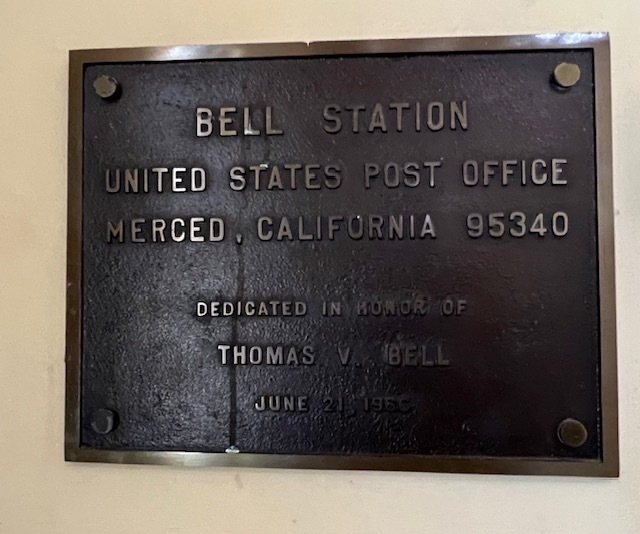 BELL STATION
UNITED STATES POST OFFICE
MERCED, CALIFORNIA 95340
DEDICATED IN HONOR OF
THOMAS V. BELL
JUNE 21,